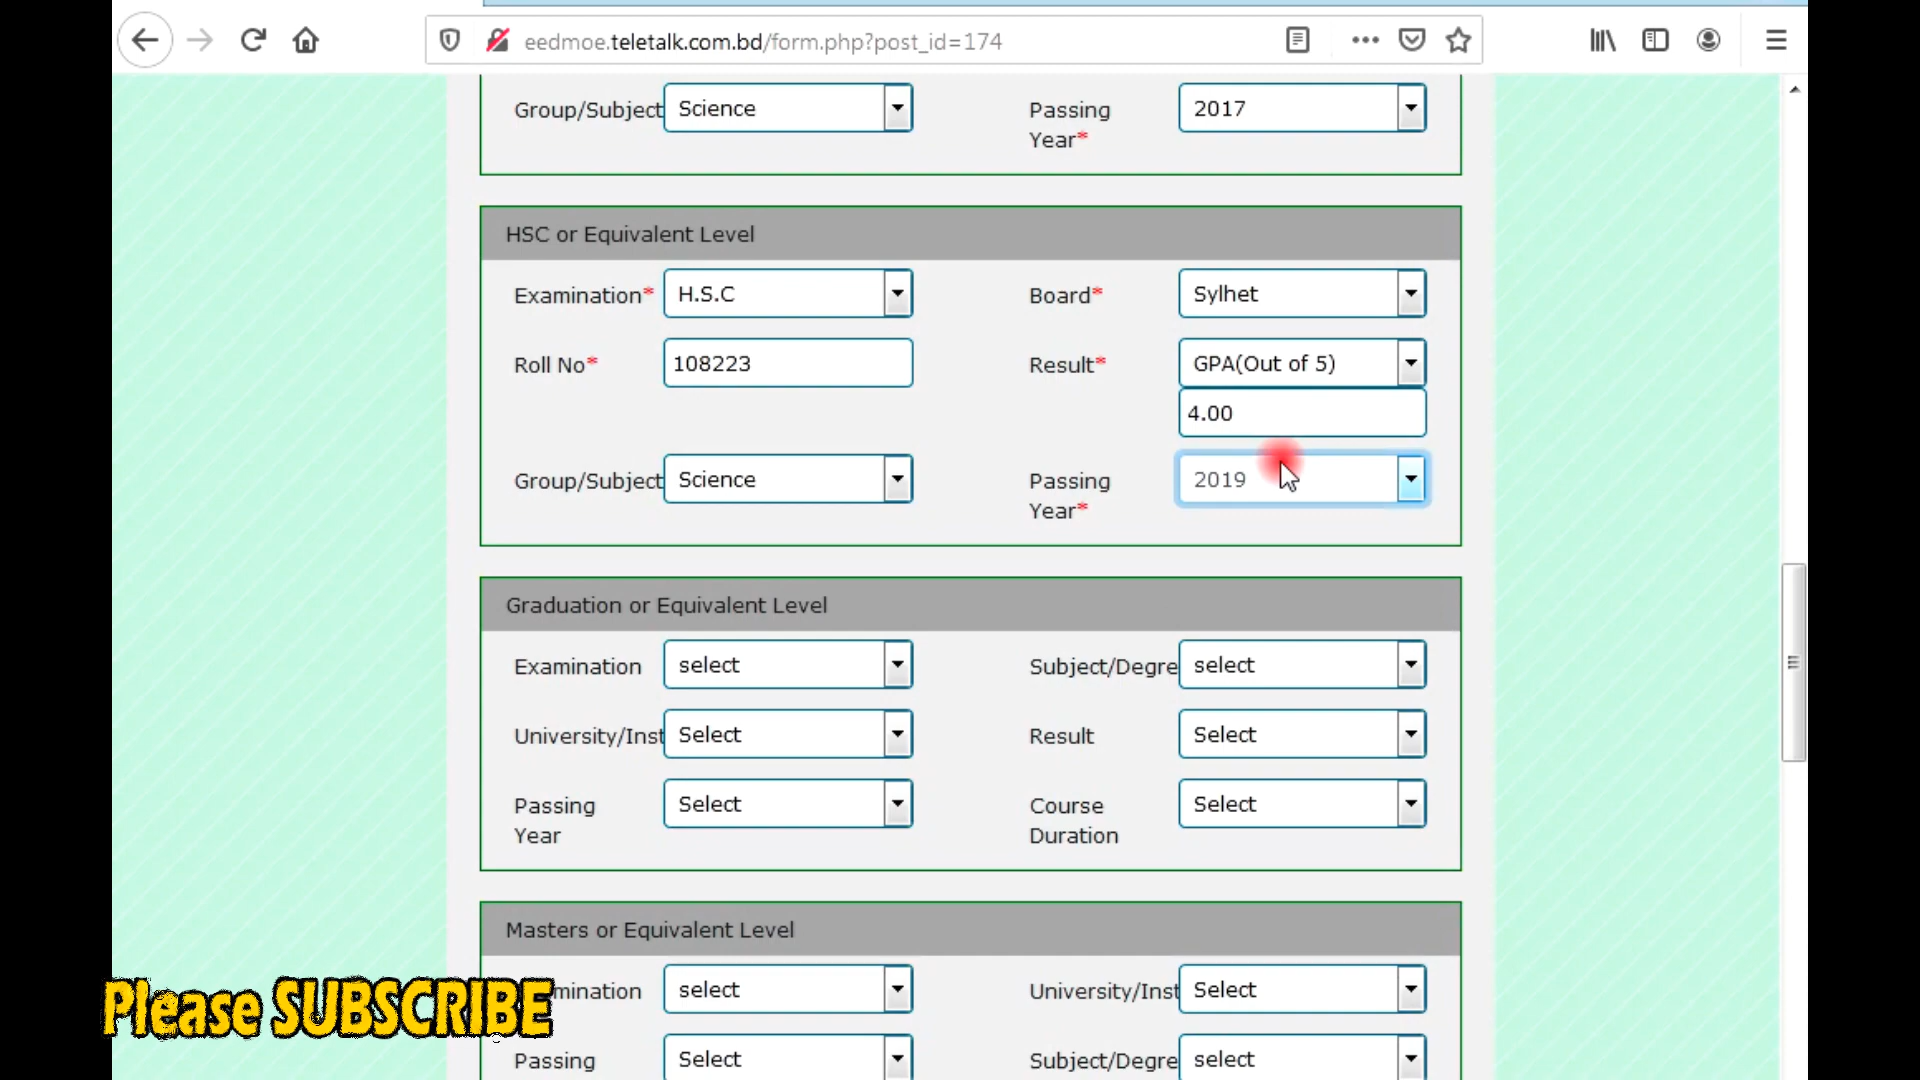 eedmoe.teletalk.com.bd/form.php?post_id=174
Group/Subject Science Passing Year* 2017
HSC or Equivalent Level
Examination* H.S.C Board* Sylhet
Roll No* 108223 Result* GPA(Out of 5)
4.00
Group/Subject Science Passing Year* 2019
Graduation or Equivalent Level
Examination select Subject/Degre select
University/Inst Select Result Select
Passing Year Select Course Duration Select
Masters or Equivalent Level
mination select University/Inst Select
Passing Select Subject/Degre select
Please SUBSCRIBE